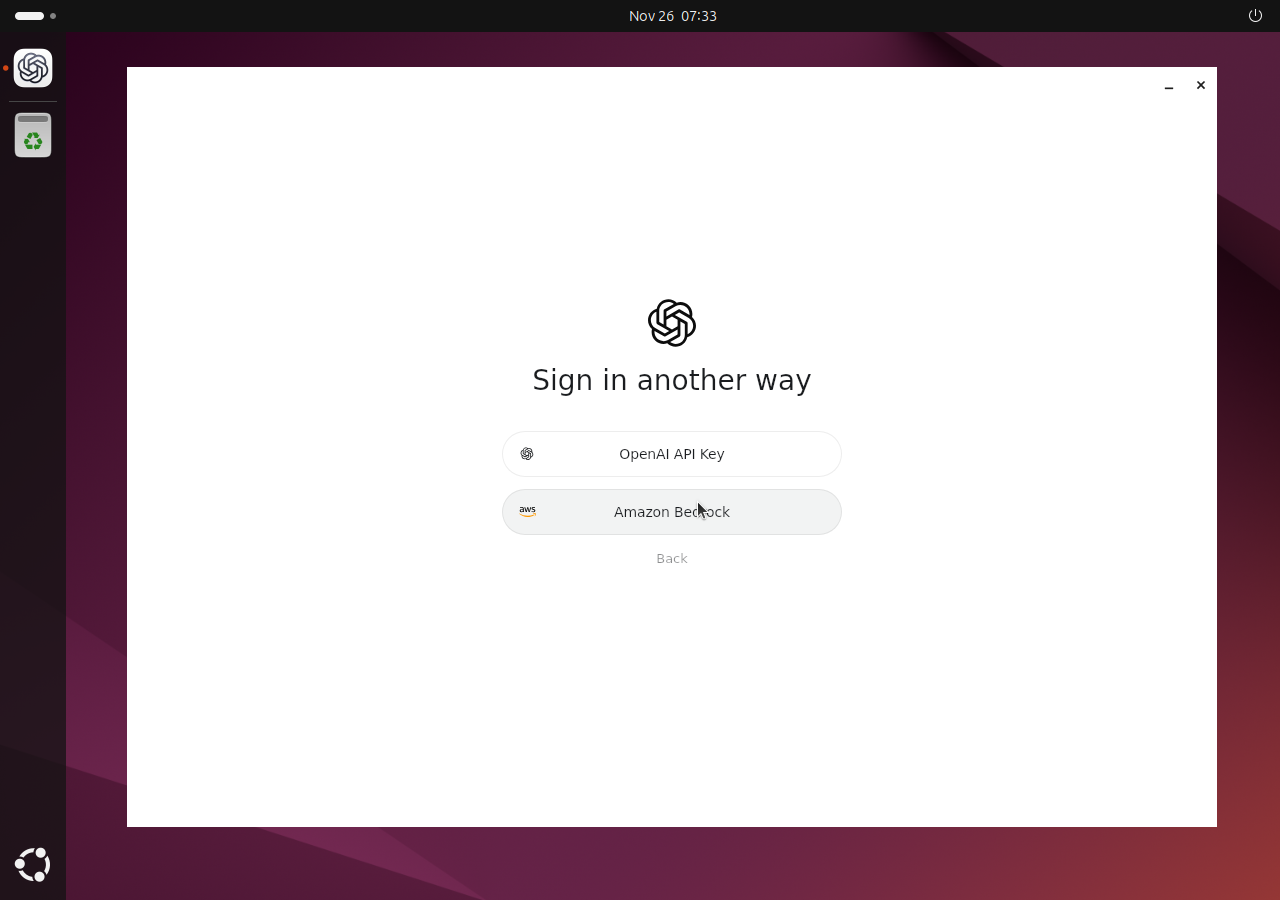 Nov 26 07:33
Sign in another way
OpenAI API Key
aws
Amazon Bedrock
Back